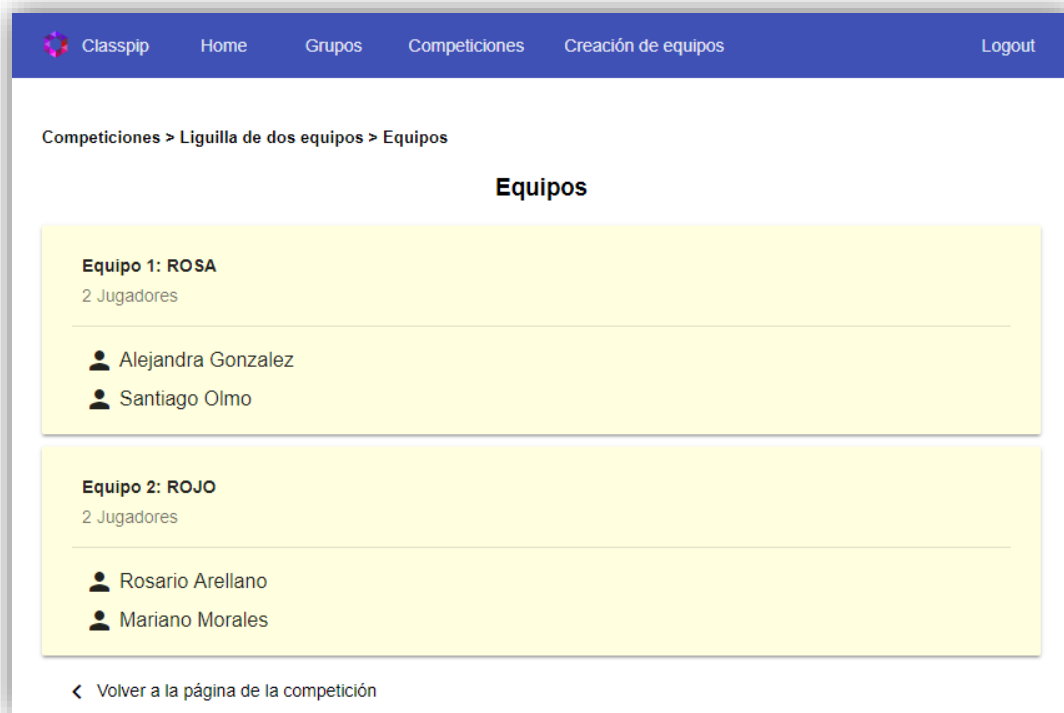 Classpip Home Grupos Competiciones Creación de equipos Logout
Competiciones > Liguilla de dos equipos > Equipos
Equipos
Equipo 1: ROSA
2 Jugadores
Alejandra Gonzalez
Santiago Olmo
Equipo 2: ROJO
2 Jugadores
Rosario Arellano
Mariano Morales
Volver a la página de la competición